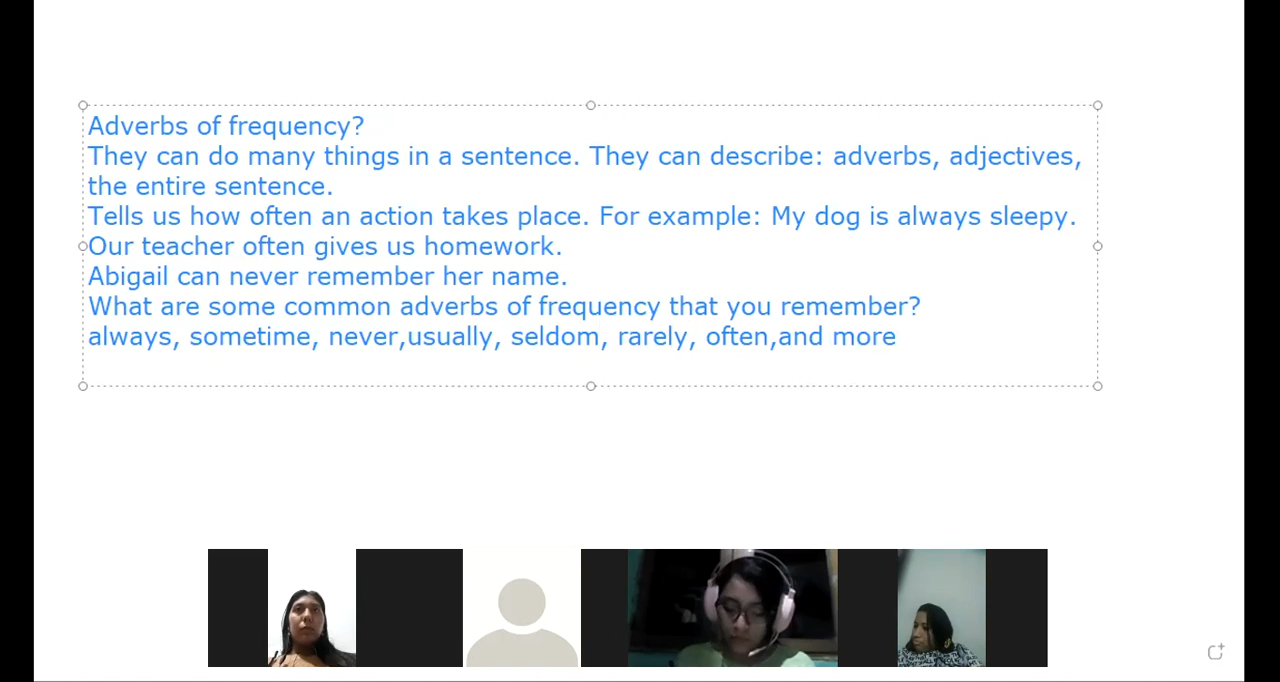 Adverbs of frequency?
They can do many things in a sentence. They can describe: adverbs, adjectives,
the entire sentence.
Tells us how often an action takes place. For example: My dog is always sleepy.
Our teacher often gives us homework.
Abigail can never remember her name.
What are some common adverbs of frequency that you remember?
always, sometime, never,usually, seldom, rarely, often,and more